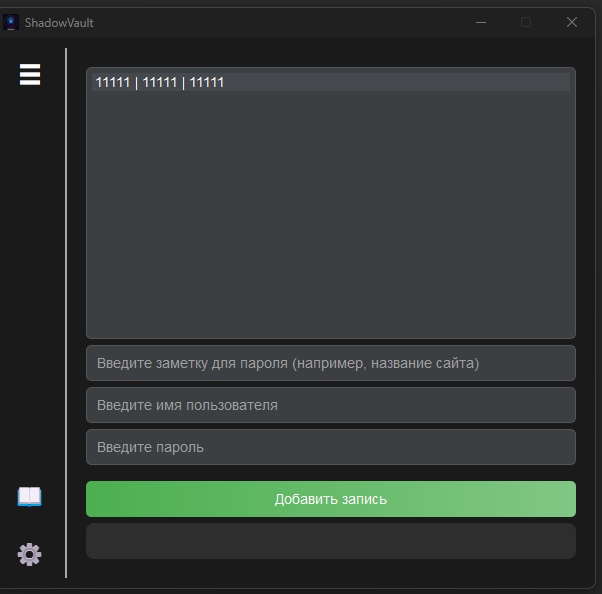 ShadowVault
11111 | 11111 | 11111
Введите заметку для пароля (например, название сайта)
Введите имя пользователя
Введите пароль
Добавить запись